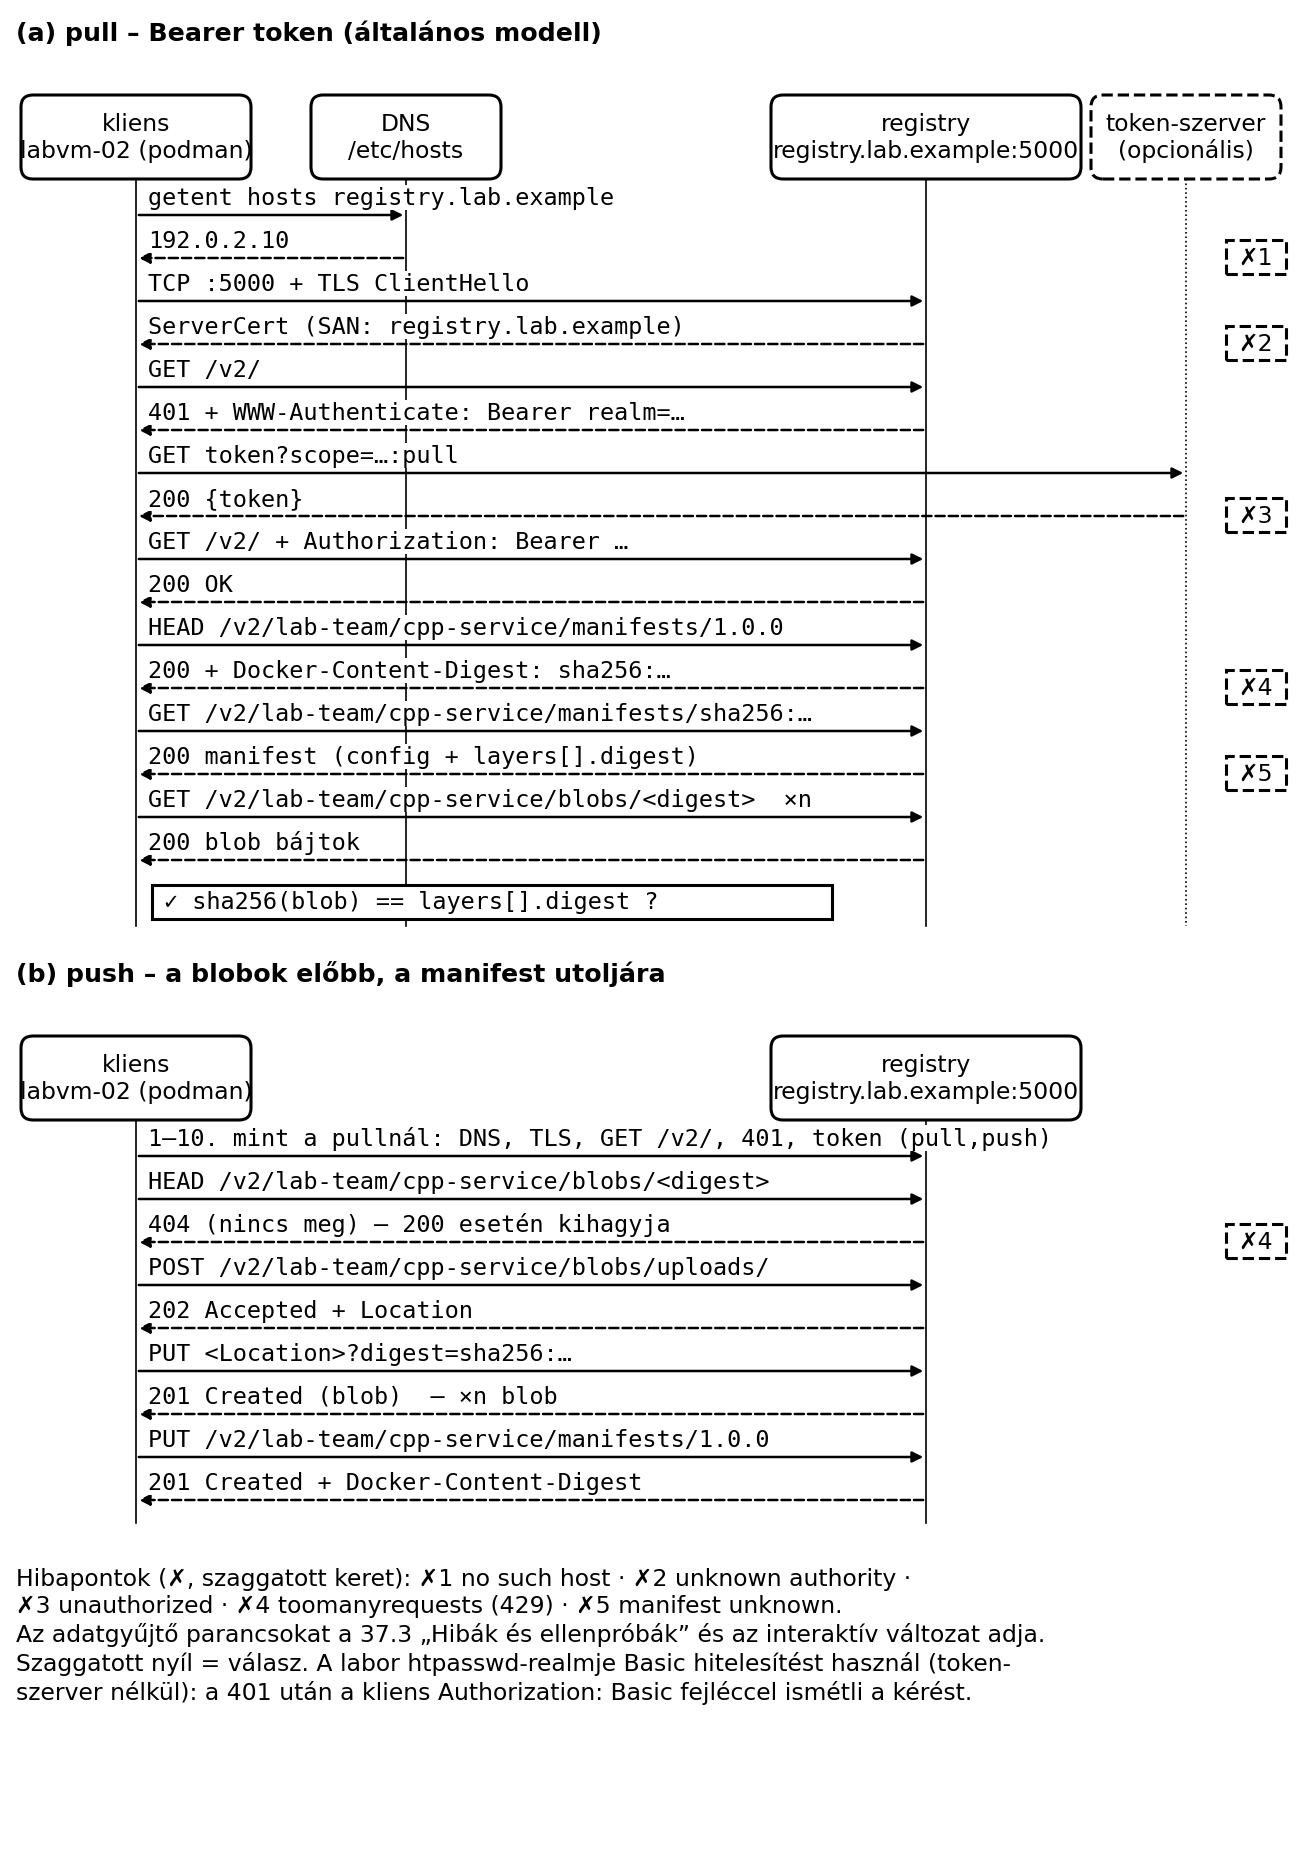 (a) pull – Bearer token (általános modell)
kliens
labvm-02 (podman)
DNS
/etc/hosts
registry
registry.lab.example:5000
token-szerver
(opcionális)
getent hosts registry.lab.example
192.0.2.10
✗1
TCP :5000 + TLS ClientHello
ServerCert (SAN: registry.lab.example)
✗2
GET /v2/
401 + WWW-Authenticate: Bearer realm=…
GET token?scope=…:pull
200 {token}
✗3
GET /v2/ + Authorization: Bearer …
200 OK
HEAD /v2/lab-team/cpp-service/manifests/1.0.0
200 + Docker-Content-Digest: sha256:…
✗4
GET /v2/lab-team/cpp-service/manifests/sha256:…
200 manifest (config + layers[].digest)
✗5
GET /v2/lab-team/cpp-service/blobs/<digest>  ×n
200 blob bájtok
✓ sha256(blob) == layers[].digest ?
(b) push – a blobok előbb, a manifest utoljára
kliens
labvm-02 (podman)
registry
registry.lab.example:5000
1–10. mint a pullnál: DNS, TLS, GET /v2/, 401, token (pull,push)
HEAD /v2/lab-team/cpp-service/blobs/<digest>
404 (nincs meg) – 200 esetén kihagyja
✗4
POST /v2/lab-team/cpp-service/blobs/uploads/
202 Accepted + Location
PUT <Location>?digest=sha256:…
201 Created (blob)  – ×n blob
PUT /v2/lab-team/cpp-service/manifests/1.0.0
201 Created + Docker-Content-Digest
Hibapontok (✗, szaggatott keret): ✗1 no such host · ✗2 unknown authority ·
✗3 unauthorized · ✗4 toomanyrequests (429) · ✗5 manifest unknown.
Az adatgyűjtő parancsokat a 37.3 „Hibák és ellenpróbák” és az interaktív változat adja.
Szaggatott nyíl = válasz. A labor htpasswd-realmje Basic hitelesítést használ (token-
szerver nélkül): a 401 után a kliens Authorization: Basic fejléccel ismétli a kérést.